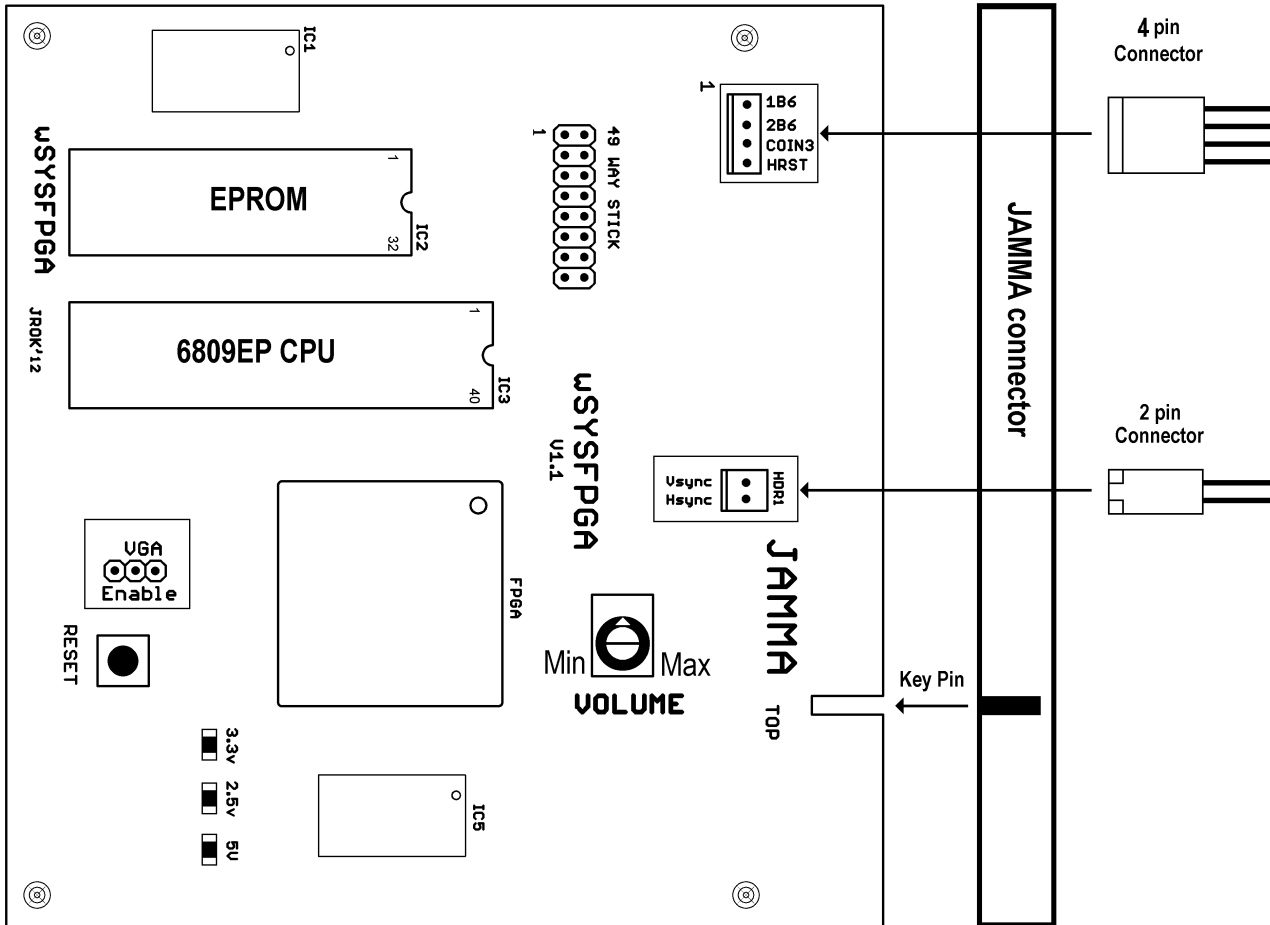 IC1
wSYSFPGA
1
EPROM
32
IC2
JROK'12
1
6809EP CPU
40
IC3
1
49 WAY STICK
1
1B6
2B6
COIN3
HRST
4 pin
Connector
JAMMA connector
wSYSFPGA
V1.1
Vsync
Hsync
HDR1
2 pin
Connector
VGA
Enable
RESET
FPGA
Min
Max
VOLUME
JAMMA
TOP
Key Pin
3.3v
2.5v
5V
IC5